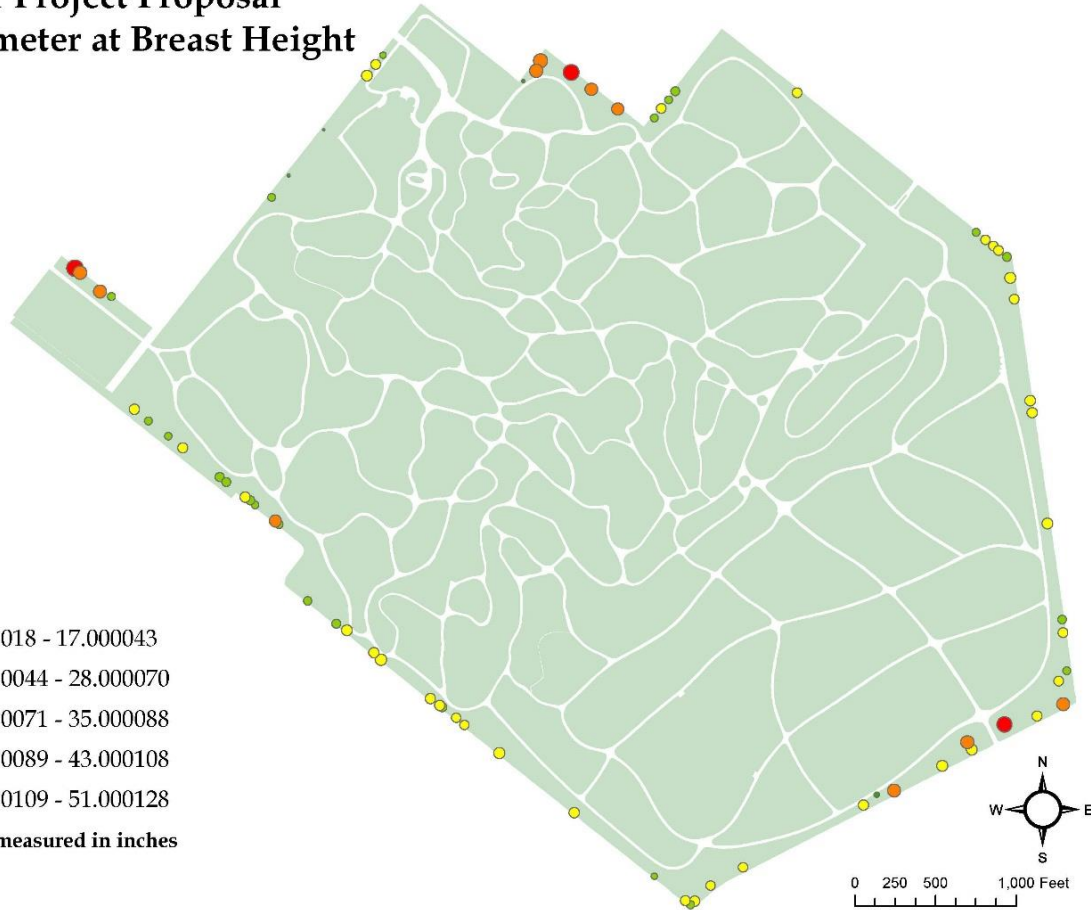 Project Proposal
meter at Breast Height
018 - 17.000043
0044 - 28.000070
0071 - 35.000088
0089 - 43.000108
0109 - 51.000128
measured in inches
N
W E
S
0 250 500 1,000 Feet